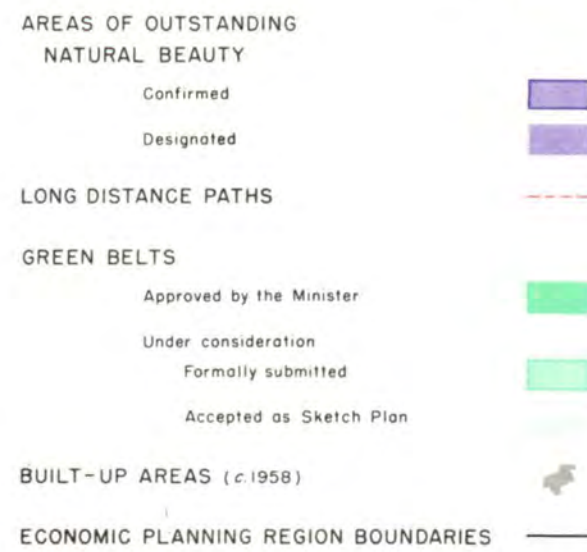 AREAS OF OUTSTANDING
NATURAL BEAUTY
Confirmed
Designated
LONG DISTANCE PATHS
GREEN BELTS
Approved by the Minister
Under consideration
Formally submitted
Accepted as Sketch Plan
BUILT-UP AREAS (c.1958)
ECONOMIC PLANNING REGION BOUNDARIES